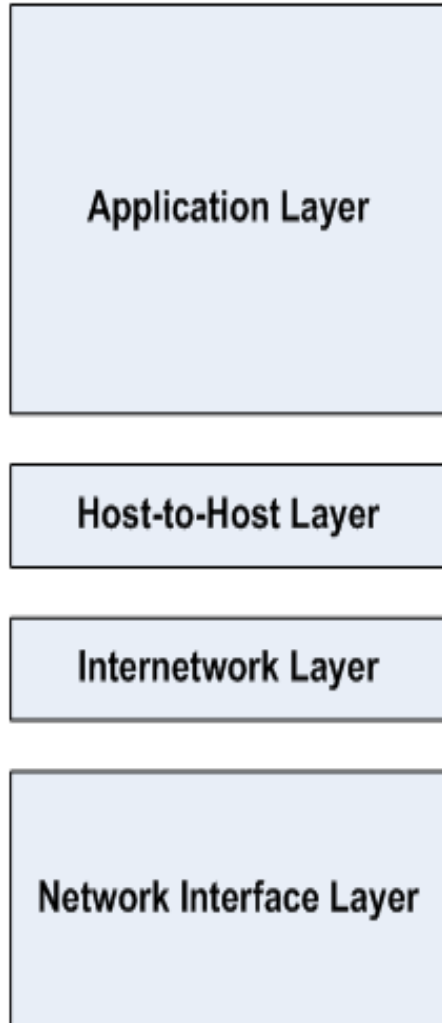 Application Layer
Host-to-Host Layer
Internetwork Layer
Network Interface Layer